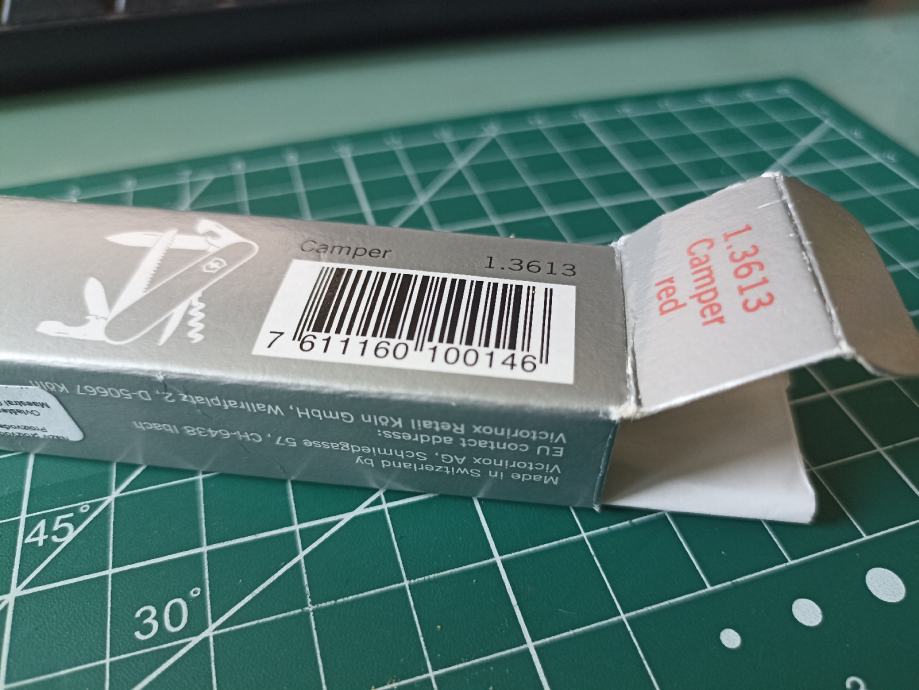 Camper 1.3613
7 611160 100146
1.3613
Camper
red
Made in Switzerland by
Victorinox AG, Schmiedgasse 57, CH-6438 Ibach
EU contact address:
Victorinox Retail Köln GmbH, Wallrafplatz 2, D-50667 Köln
45°
30°